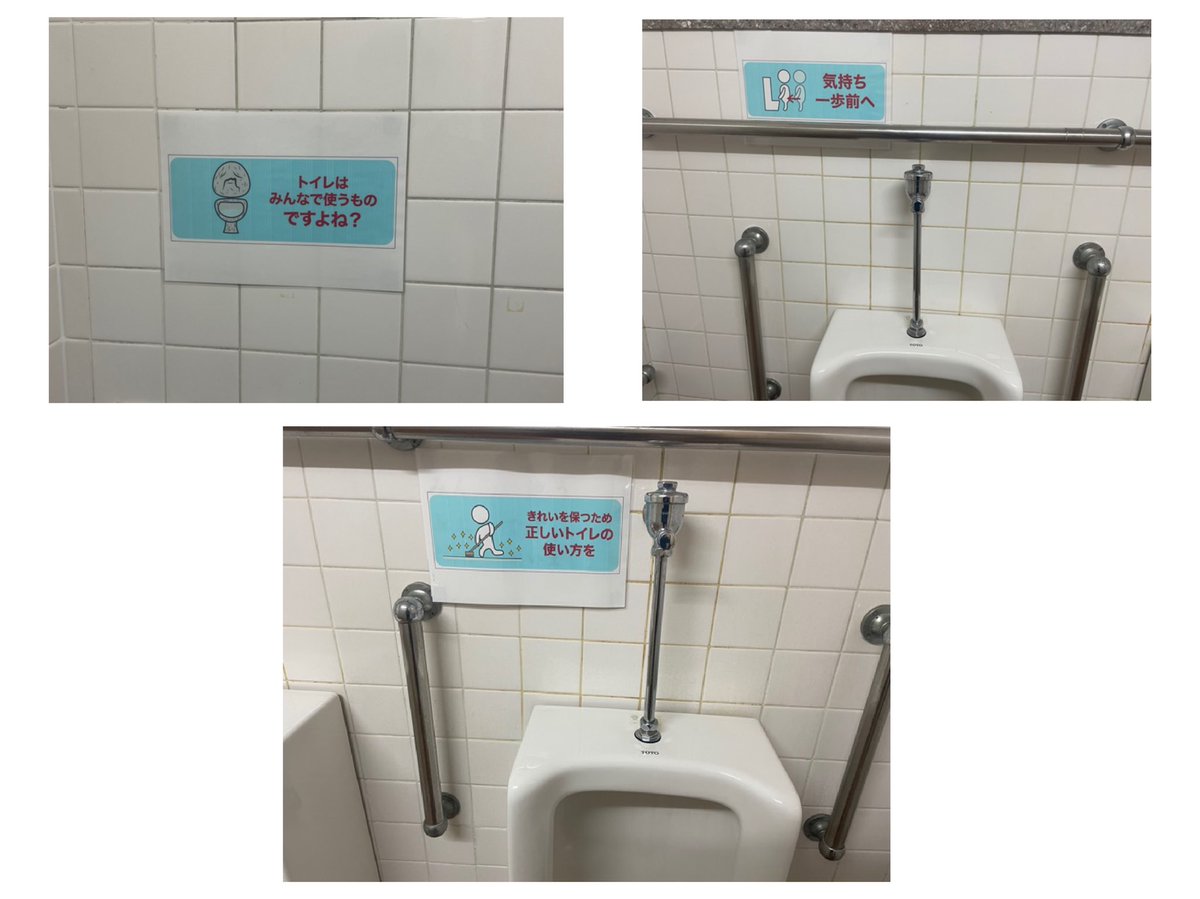 トイレは
みんなで使うもの
ですよね？
気持ち
一歩前へ
TOTO
きれいを保つため
正しいトイレの
使い方を
TOTO